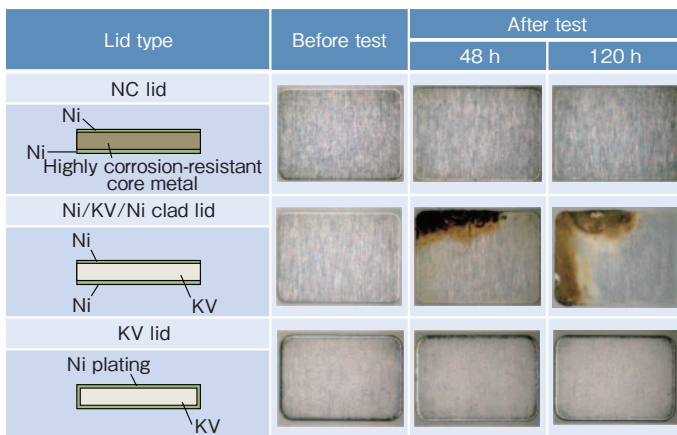 Lid type
Before test
After test
48 h
120 h
NC lid
Ni
Ni
Highly corrosion-resistant
core metal
Ni/KV/Ni clad lid
Ni
Ni
KV
KV lid
Ni plating
KV